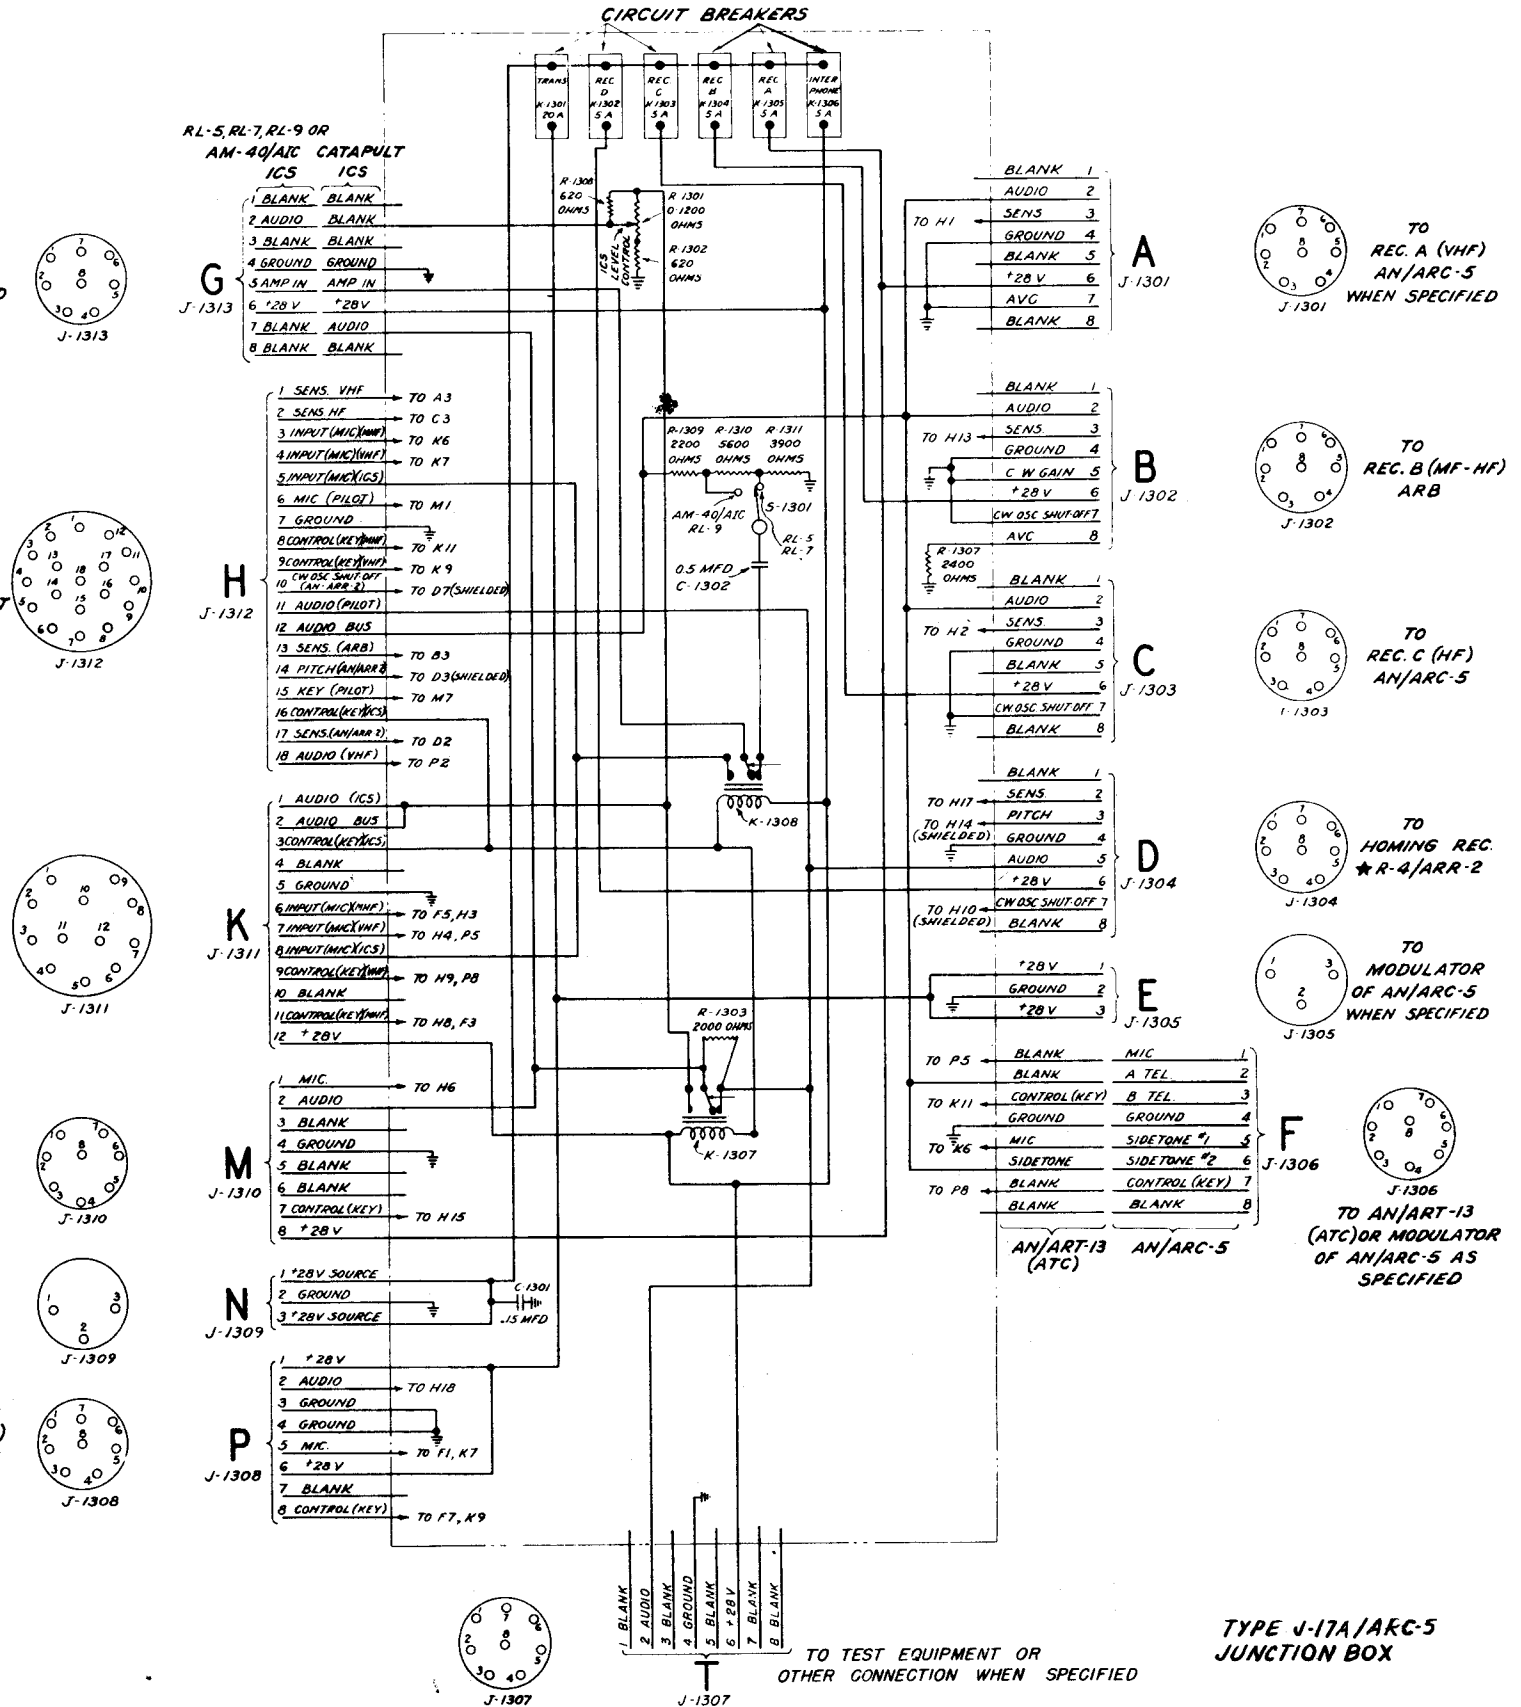 CIRCUIT BREAKERS
TRANS K-1301 20 A
REC D K-1302 5 A
REC C K-1303 5 A
REC B K-1304 5 A
REC A K-1305 5 A
INTER PHONE K-1306 5 A
RL-5, RL-7, RL-9 OR
AM-40/AIC CATAPULT
ICS ICS
1 BLANK BLANK
2 AUDIO BLANK
3 BLANK BLANK
4 GROUND GROUND
5 AMP IN AMP IN
6 +28V +28V
7 BLANK AUDIO
8 BLANK BLANK
G
J-1313
J-1313
R-1308
620
OHMS
R-1301
0-1200
OHMS
R-1302
620
OHMS
ICS
LEVEL
CONTROL
1 SENS. VHF TO A3
2 SENS HF TO C3
3 INPUT (MIC)(MHF) TO K6
4 INPUT (MIC)(VHF) TO K7
5 INPUT (MIC)(ICS)
6 MIC (PILOT) TO M1
7 GROUND
8 CONTROL (KEY)(MHF) TO K11
9 CONTROL (KEY)(VHF) TO K9
10 CW OSC SHUT-OFF (AN-ARR-2) TO D7 (SHIELDED)
11 AUDIO (PILOT)
12 AUDIO BUS
13 SENS. (ARB) TO B3
14 PITCH (AN/ARR2) TO D3 (SHIELDED)
15 KEY (PILOT) TO M7
16 CONTROL (KEY)(ICS)
17 SENS. (AN/ARR 2) TO D2
18 AUDIO (VHF) TO P2
H
J-1312
J-1312
R-1309
2200
OHMS
R-1310
5600
OHMS
R-1311
3900
OHMS
AM-40/AIC
RL-9
S-1301
RL-5
RL-7
0.5 MFD
C-1302
K-1308
1 AUDIO (ICS)
2 AUDIO BUS
3 CONTROL (KEY)(ICS)
4 BLANK
5 GROUND
6 INPUT (MIC)(MHF) TO F5, H3
7 INPUT (MIC)(VHF) TO H4, P5
8 INPUT (MIC)(ICS)
9 CONTROL (KEY)(VHF) TO H9, P8
10 BLANK
11 CONTROL (KEY)(MHF) TO H8, F3
12 +28V
K
J-1311
J-1311
R-1303
2000 OHMS
K-1307
1 MIC. TO H6
2 AUDIO
3 BLANK
4 GROUND
5 BLANK
6 BLANK
7 CONTROL (KEY) TO H15
8 +28V
M
J-1310
J-1310
1 +28V SOURCE
2 GROUND
3 +28V SOURCE
C-1301
.15 MFD
N
J-1309
J-1309
1 +28V
2 AUDIO TO H18
3 GROUND
4 GROUND
5 MIC. TO F1, K7
6 +28V
7 BLANK
8 CONTROL (KEY) TO F7, K9
P
J-1308
J-1308
BLANK 1
AUDIO 2
TO H1 SENS 3
GROUND 4
BLANK 5
+28V 6
AVC 7
BLANK 8
A
J-1301
J-1301
TO
REC. A (VHF)
AN/ARC-5
WHEN SPECIFIED
BLANK 1
AUDIO 2
TO H13 SENS. 3
GROUND 4
C W GAIN 5
+28V 6
CW OSC SHUT-OFF 7
AVC 8
R-1307
2400
OHMS
B
J-1302
J-1302
TO
REC. B (MF-HF)
ARB
BLANK 1
AUDIO 2
TO H2 SENS. 3
GROUND 4
BLANK 5
+28V 6
CW OSC SHUT-OFF 7
BLANK 8
C
J-1303
1-1303
TO
REC. C (HF)
AN/ARC-5
BLANK 1
TO H17 SENS. 2
TO H14 (SHIELDED) PITCH 3
GROUND 4
AUDIO 5
+28V 6
TO H10 (SHIELDED) CW OSC SHUT-OFF 7
BLANK 8
D
J-1304
J-1304
TO
HOMING REC.
★R-4/ARR-2
+28V 1
GROUND 2
+28V 3
E
J-1305
J-1305
TO
MODULATOR
OF AN/ARC-5
WHEN SPECIFIED
TO P5 BLANK MIC 1
BLANK A TEL. 2
TO K11 CONTROL (KEY) B TEL. 3
GROUND GROUND 4
TO K6 MIC SIDETONE #1 5
SIDETONE SIDETONE #2 6
TO P8 BLANK CONTROL (KEY) 7
BLANK BLANK 8
AN/ART-13
(ATC)
AN/ARC-5
F
J-1306
J-1306
TO AN/ART-13
(ATC) OR MODULATOR
OF AN/ARC-5 AS
SPECIFIED
1 BLANK
2 AUDIO
3 BLANK
4 GROUND
5 BLANK
6 +28V
7 BLANK
8 BLANK
T
J-1307
J-1307
TO TEST EQUIPMENT OR
OTHER CONNECTION WHEN SPECIFIED
TYPE J-17A/ARC-5
JUNCTION BOX